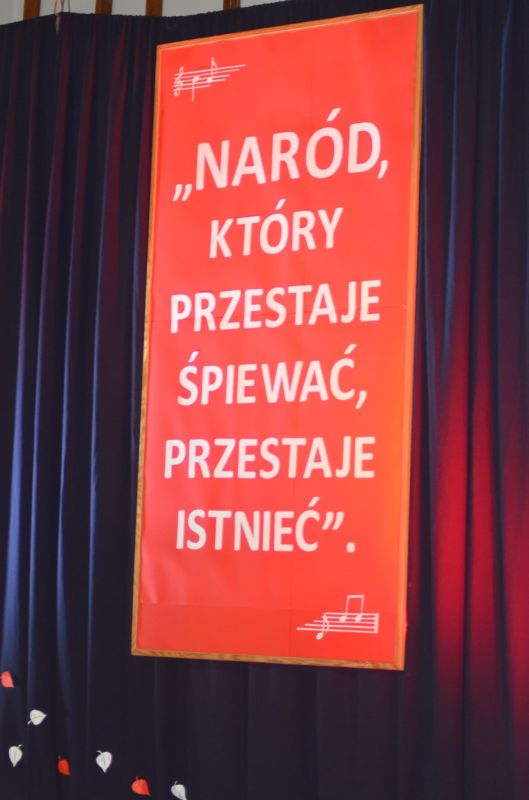 „NARÓD,
KTÓRY
PRZESTAJE
ŚPIEWAĆ,
PRZESTAJE
ISTNIEĆ”.